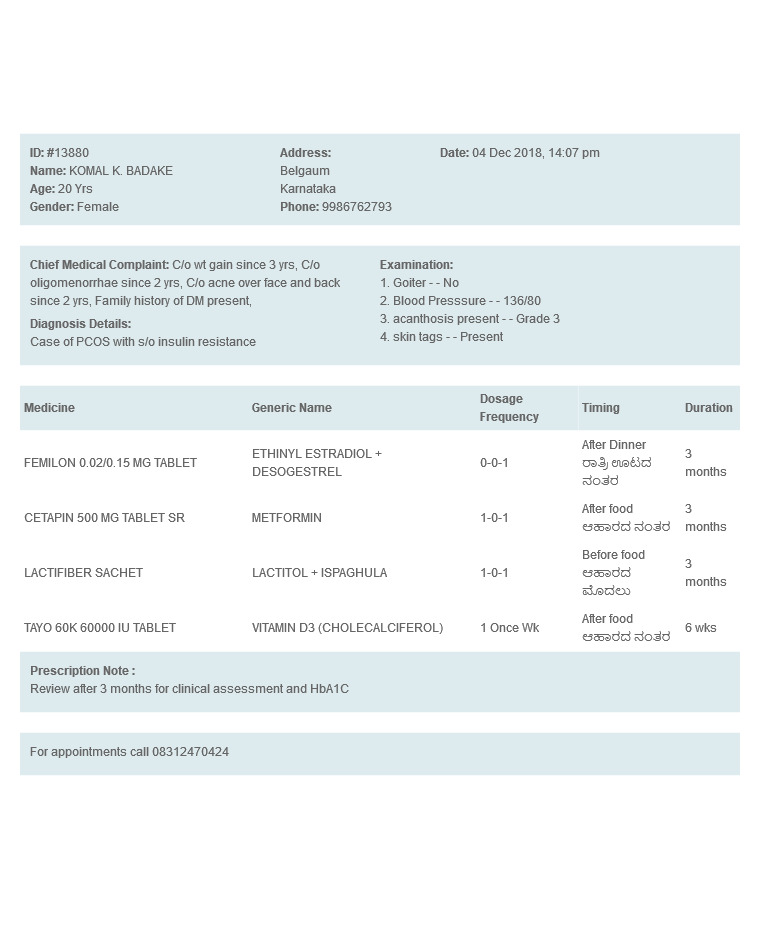 ID: #13880
Name: KOMAL K. BADAKE
Age: 20 Yrs
Gender: Female
Address:
Belgaum
Karnataka
Phone: 9986762793
Date: 04 Dec 2018, 14:07 pm
Chief Medical Complaint: C/o wt gain since 3 yrs, C/o
oligomenorrhae since 2 yrs, C/o acne over face and back
since 2 yrs, Family history of DM present,
Diagnosis Details:
Case of PCOS with s/o insulin resistance
Examination:
1. Goiter - - No
2. Blood Presssure - - 136/80
3. acanthosis present - - Grade 3
4. skin tags - - Present
Medicine Generic Name Dosage Frequency Timing Duration
FEMILON 0.02/0.15 MG TABLET
ETHINYL ESTRADIOL +
DESOGESTREL
0-0-1
After Dinner
ರಾತ್ರಿ ಊಟದ
ನಂತರ
3
months
CETAPIN 500 MG TABLET SR
METFORMIN
1-0-1
After food
ಆಹಾರದ ನಂತರ
3
months
LACTIFIBER SACHET
LACTITOL + ISPAGHULA
1-0-1
Before food
ಆಹಾರದ
ಮೊದಲು
3
months
TAYO 60K 60000 IU TABLET
VITAMIN D3 (CHOLECALCIFEROL)
1 Once Wk
After food
ಆಹಾರದ ನಂತರ
6 wks
Prescription Note :
Review after 3 months for clinical assessment and HbA1C
For appointments call 08312470424